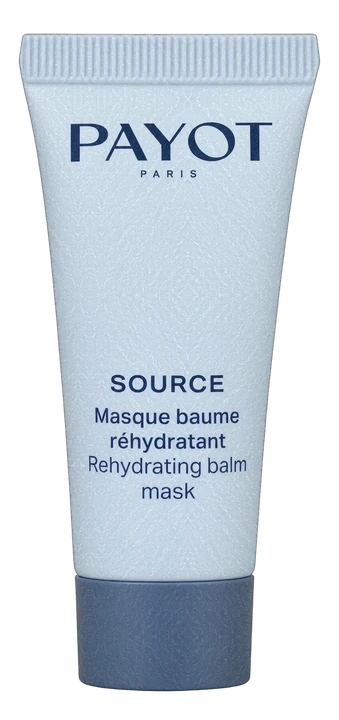 PAYOT
PARIS
SOURCE
Masque baume
réhydratant
Rehydrating balm
mask